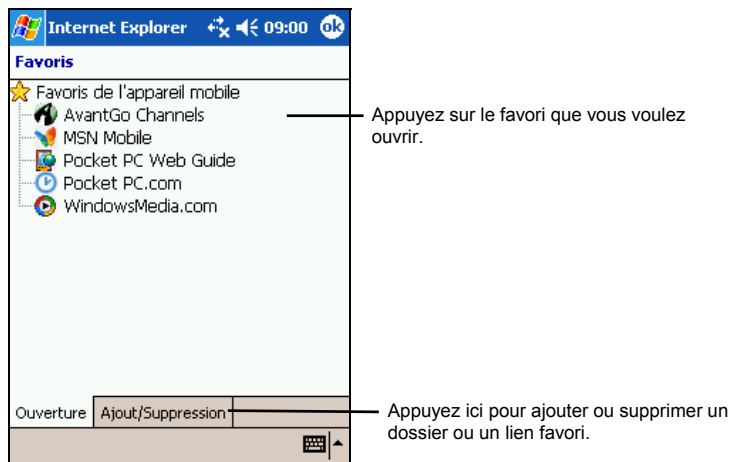 Internet Explorer 09:00 ok
Favoris
Favoris de l'appareil mobile
AvantGo Channels
MSN Mobile
Pocket PC Web Guide
Pocket PC.com
WindowsMedia.com
Appuyez sur le favori que vous voulez
ouvrir.
Ouverture Ajout/Suppression
Appuyez ici pour ajouter ou supprimer un
dossier ou un lien favori.